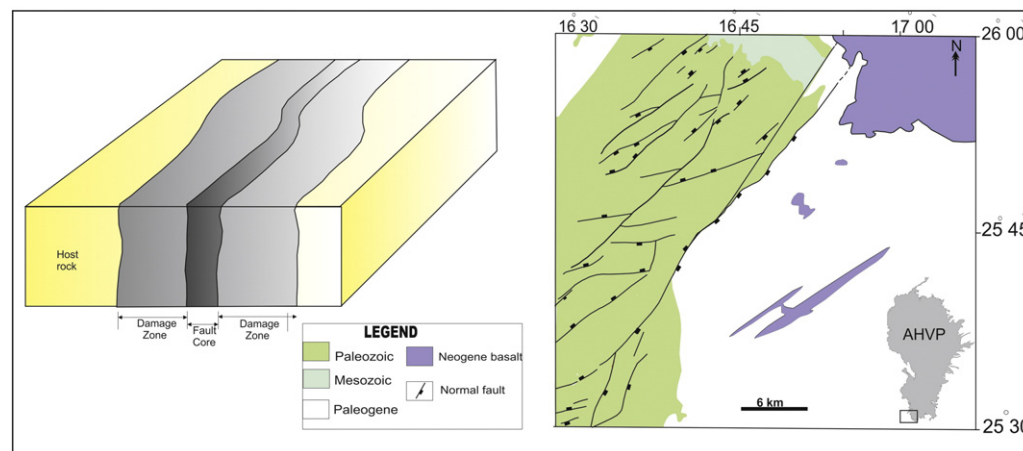 Host
rock
Damage
Zone
Fault
Core
Damage
Zone
LEGEND
Paleozoic
Mesozoic
Paleogene
Neogene basalt
Normal fault
16 30
16 45
17 00
26 00
N
25 45
AHVP
6 km
25 30